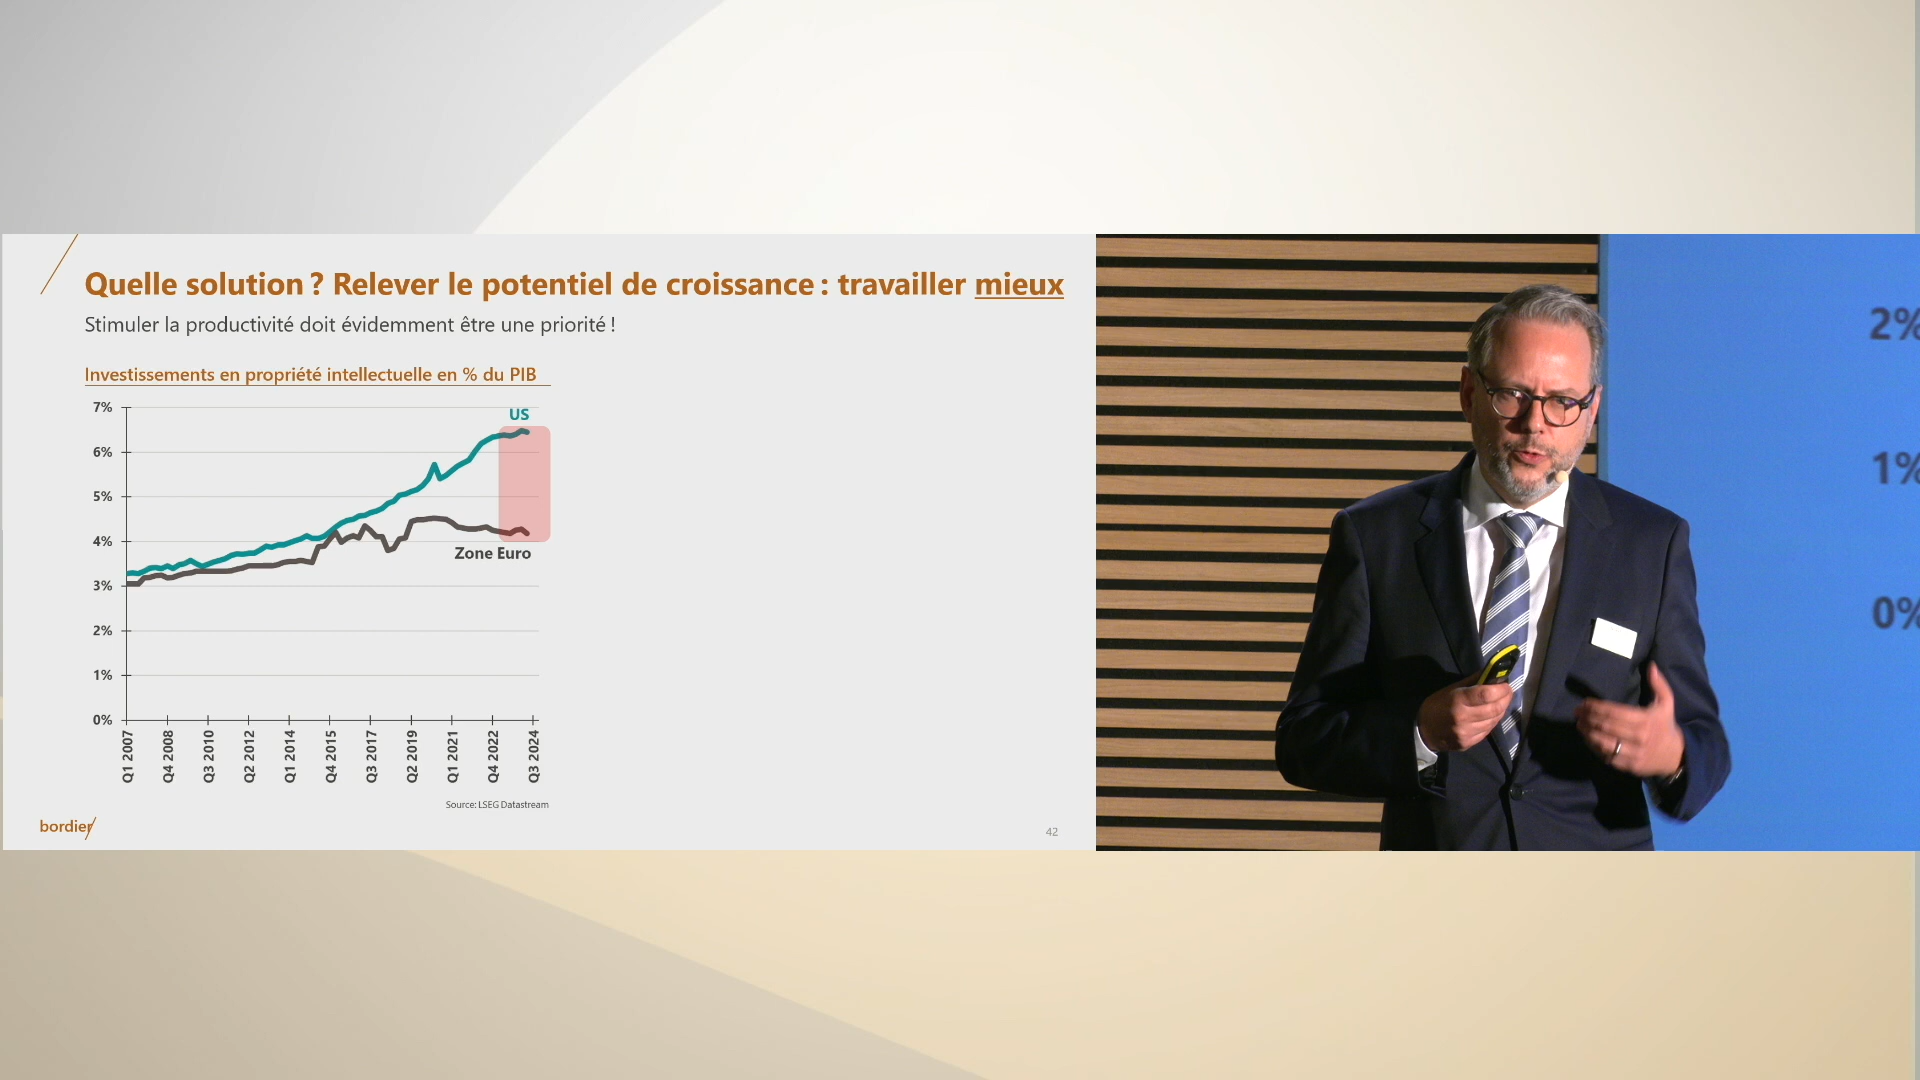 Quelle solution ? Relever le potentiel de croissance : travailler mieux
Stimuler la productivité doit évidemment être une priorité !
Investissements en propriété intellectuelle en % du PIB
7%
6%
5%
4%
3%
2%
1%
0%
US
Zone Euro
Q1 2007
Q4 2008
Q3 2010
Q2 2012
Q1 2014
Q4 2015
Q3 2017
Q2 2019
Q1 2021
Q4 2022
Q3 2024
Source: LSEG Datastream
bordier
42
2%
1%
0%